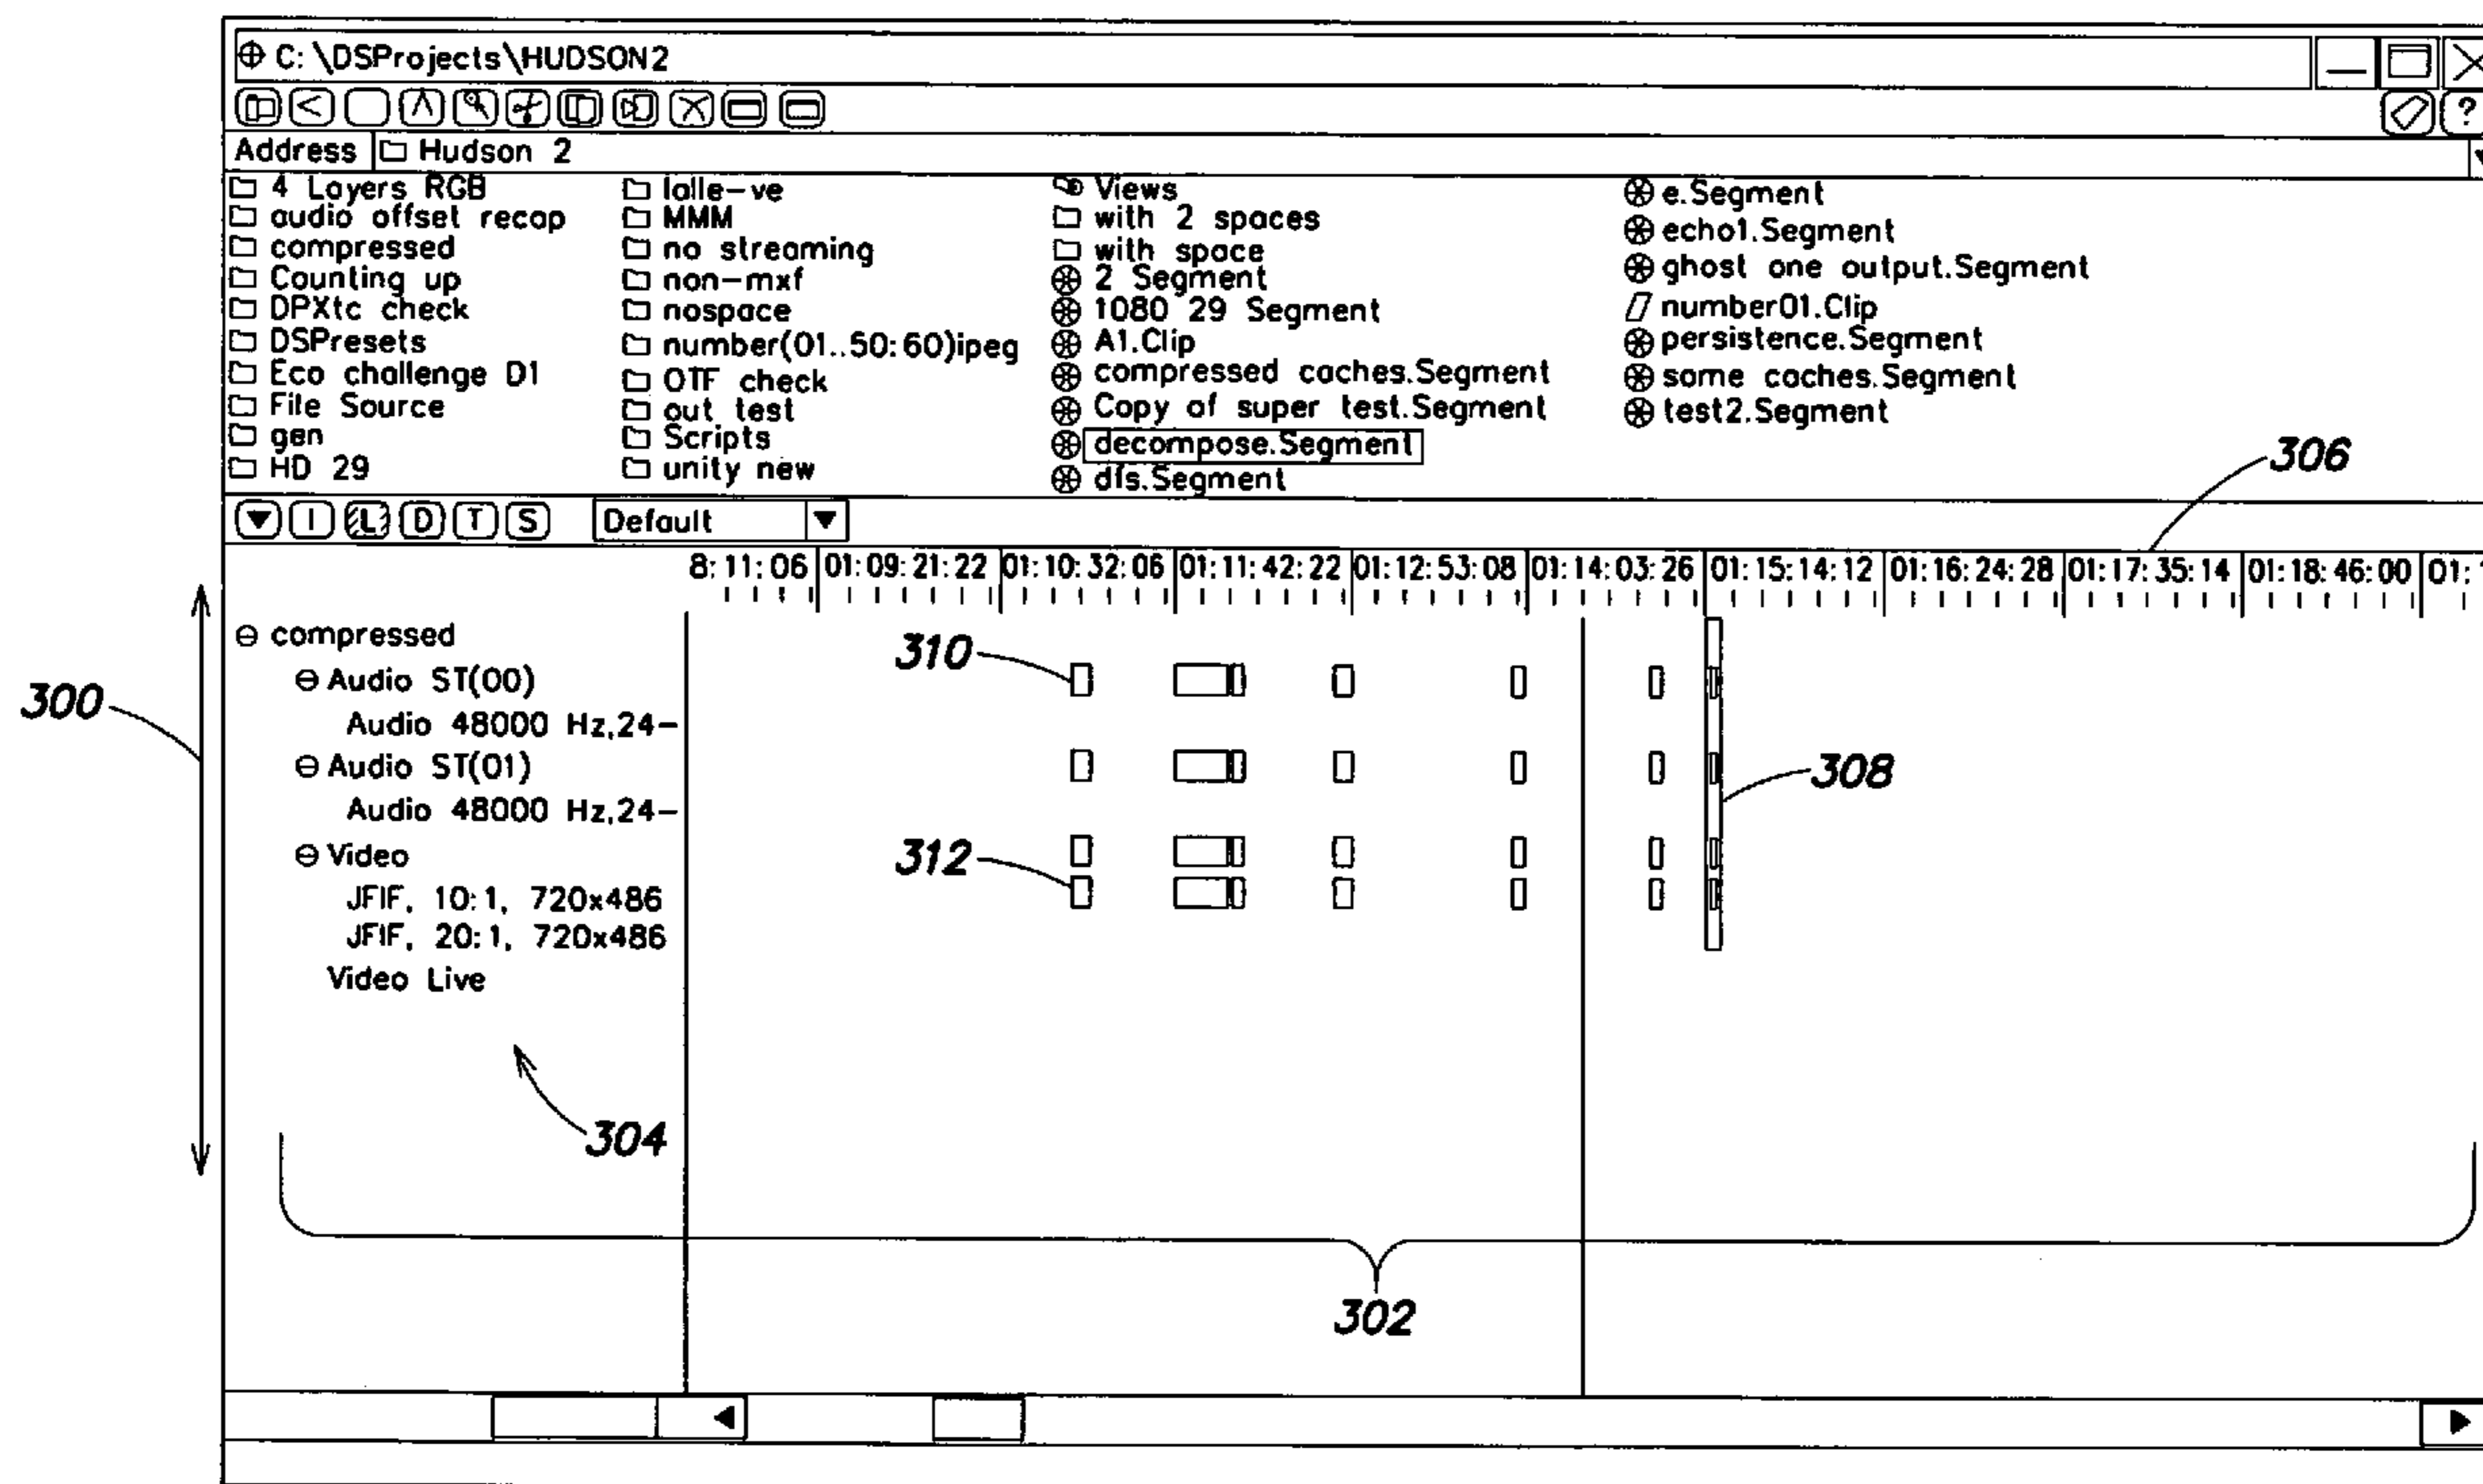 C:\DSProjects\HUDSON2
?
Address Hudson 2
4 Layers RGB
audio offset recap
compressed
Counting up
DPXtc check
DSPresets
Eco challenge D1
File Source
gen
HD 29
lalle-ve
MMM
no streaming
non-mxf
nospace
number(01..50:60)ipeg
OTF check
out test
Scripts
unity new
Views
with 2 spaces
with space
2 Segment
1080 29 Segment
A1.Clip
compressed caches.Segment
Copy of super test.Segment
decompose.Segment
dfs.Segment
e.Segment
echo1.Segment
ghost one output.Segment
number01.Clip
persistence.Segment
some caches.Segment
test2.Segment
306
I L D T S Default
8:11:06 01:09:21:22 01:10:32:06 01:11:42:22 01:12:53:08 01:14:03:26 01:15:14:12 01:16:24:28 01:17:35:14 01:18:46:00 01:
compressed
310
Audio ST(00)
300
Audio 48000 Hz,24-
Audio ST(01)
308
Audio 48000 Hz,24-
Video
312
JFIF, 10:1, 720x486
JFIF, 20:1, 720x486
Video Live
304
302